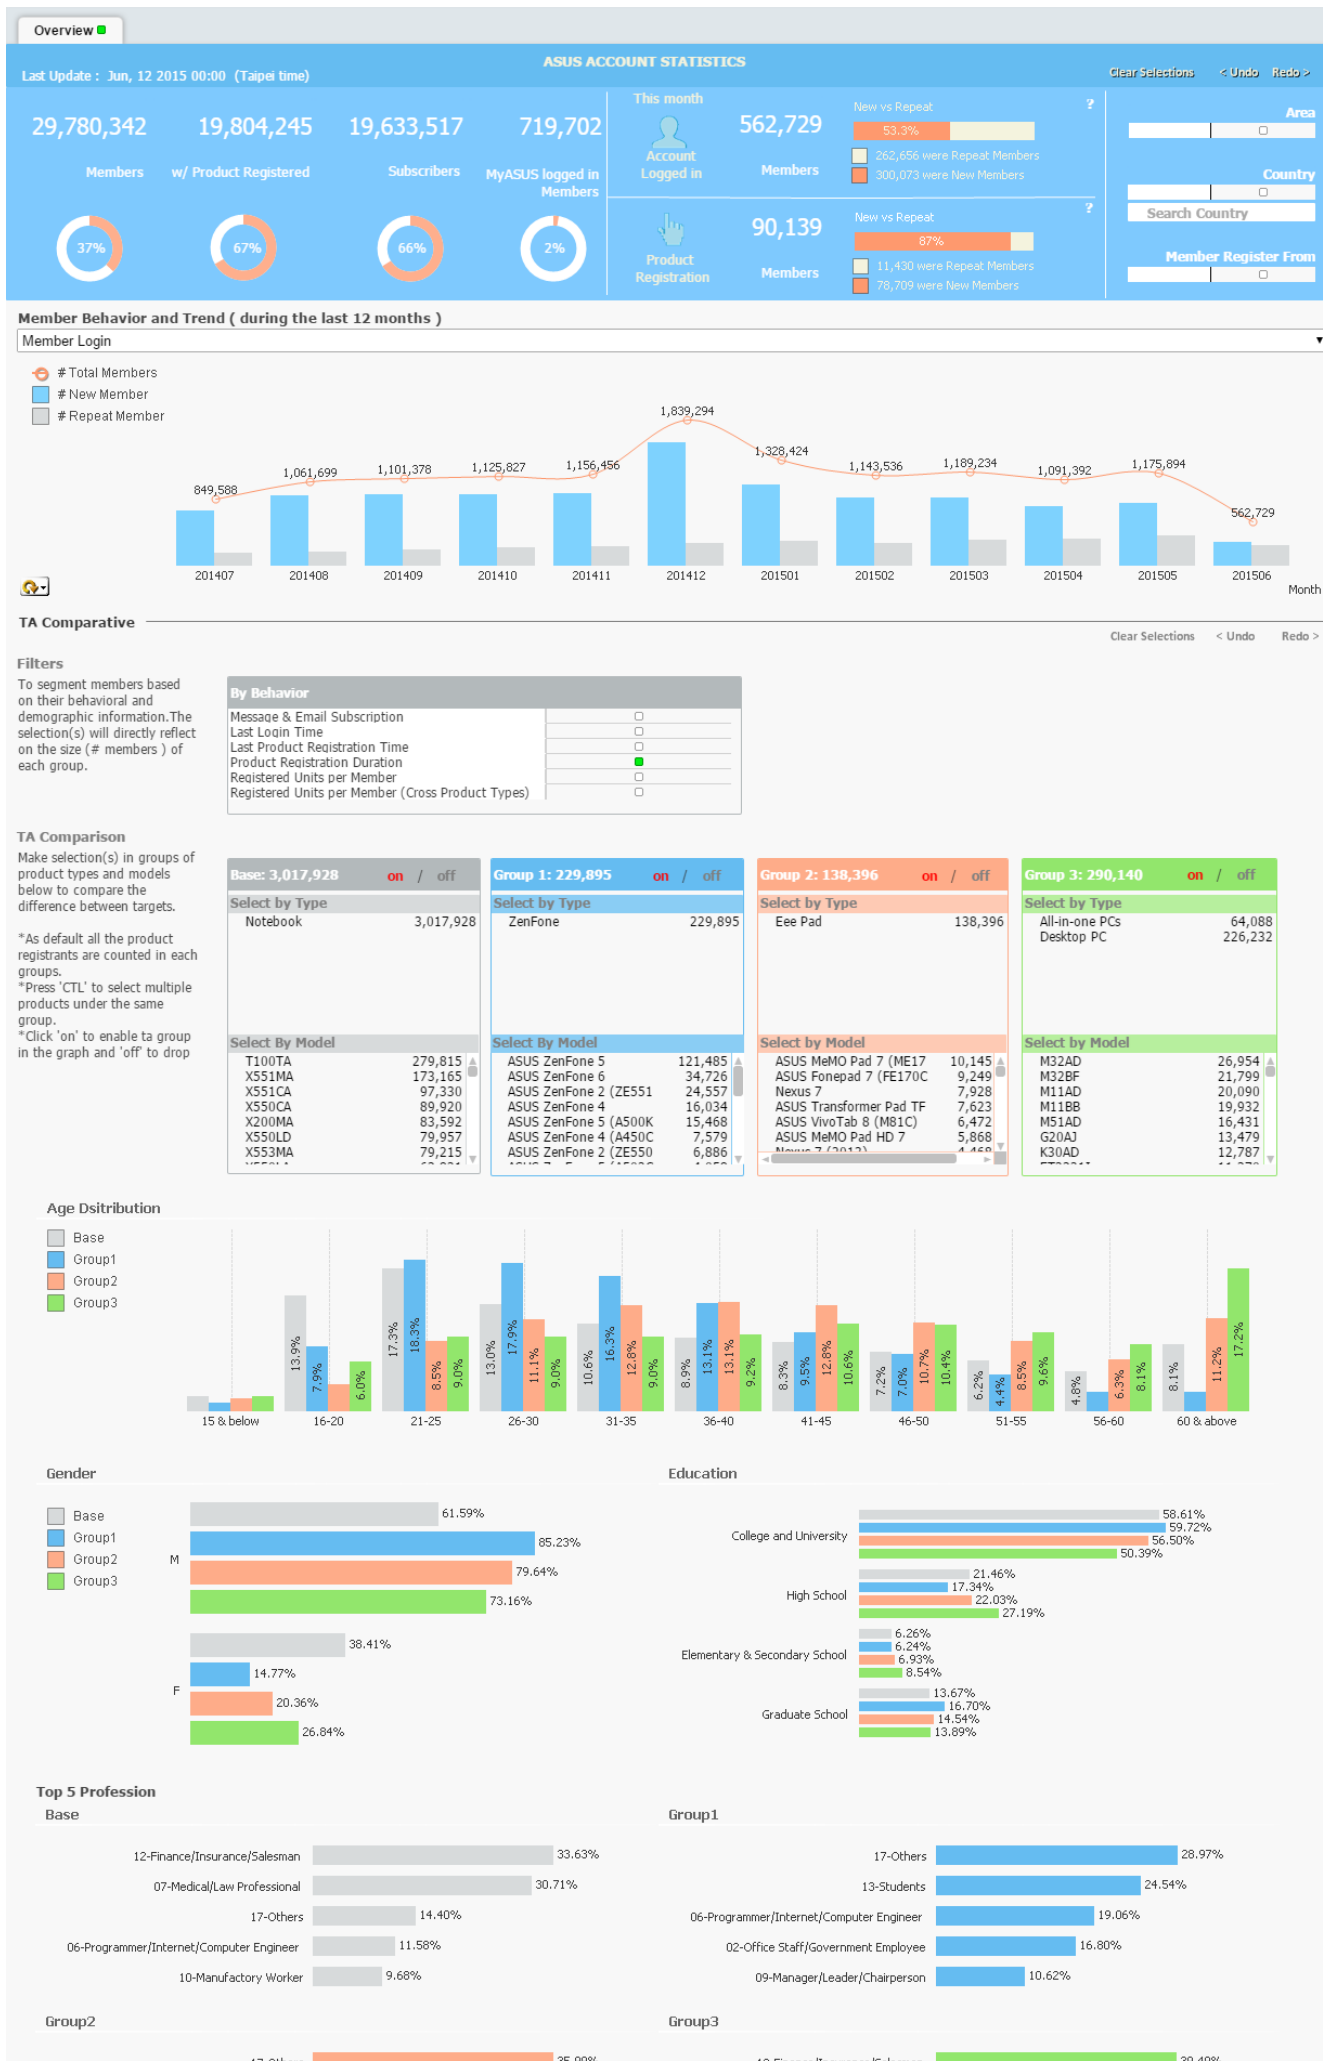 Overview
ASUS ACCOUNT STATISTICS
Last Update : Jun, 12 2015 00:00 (Taipei time)
Clear Selections < Undo Redo >
29,780,342
Members
37%
19,804,245
w/ Product Registered
67%
19,633,517
Subscribers
66%
719,702
MyASUS logged in
Members
2%
This month
Account
Logged in
562,729
Members
New vs Repeat
?
53.3%
262,656 were Repeat Members
300,073 were New Members
Product
Registration
90,139
Members
New vs Repeat
?
87%
11,430 were Repeat Members
78,709 were New Members
Area
Country
Search Country
Member Register From
Member Behavior and Trend ( during the last 12 months )
Member Login
# Total Members
# New Member
# Repeat Member
849,588
1,061,699
1,101,378
1,125,827
1,156,456
1,839,294
1,328,424
1,143,536
1,189,234
1,091,392
1,175,894
562,729
201407 201408 201409 201410 201411 201412 201501 201502 201503 201504 201505 201506
Month
TA Comparative
Clear Selections < Undo Redo >
Filters
To segment members based
on their behavioral and
demographic information.The
selection(s) will directly reflect
on the size (# members ) of
each group.
By Behavior
Message & Email Subscription
Last Login Time
Last Product Registration Time
Product Registration Duration
Registered Units per Member
Registered Units per Member (Cross Product Types)
TA Comparison
Make selection(s) in groups of
product types and models
below to compare the
difference between targets.
*As default all the product
registrants are counted in each
groups.
*Press 'CTL' to select multiple
products under the same
group.
*Click 'on' to enable ta group
in the graph and 'off' to drop
Base: 3,017,928 on / off
Select by Type
Notebook 3,017,928
Select By Model
T100TA 279,815
X551MA 173,165
X551CA 97,330
X550CA 89,920
X200MA 83,592
X550LD 79,957
X553MA 79,215
Group 1: 229,895 on / off
Select by Type
ZenFone 229,895
Select By Model
ASUS ZenFone 5 121,485
ASUS ZenFone 6 34,726
ASUS ZenFone 2 (ZE551 24,557
ASUS ZenFone 4 16,034
ASUS ZenFone 5 (A500K 15,468
ASUS ZenFone 4 (A450C 7,579
ASUS ZenFone 2 (ZE550 6,886
Group 2: 138,396 on / off
Select by Type
Eee Pad 138,396
Select by Model
ASUS MeMO Pad 7 (ME17 10,145
ASUS Fonepad 7 (FE170C 9,249
Nexus 7 7,928
ASUS Transformer Pad TF 7,623
ASUS VivoTab 8 (M81C) 6,472
ASUS MeMO Pad HD 7 5,868
Nexus 7 (2013) 4,468
Group 3: 290,140 on / off
Select by Type
All-in-one PCs 64,088
Desktop PC 226,232
Select by Model
M32AD 26,954
M32BF 21,799
M11AD 20,090
M11BB 19,932
M51AD 16,431
G20AJ 13,479
K30AD 12,787
Age Dsitribution
Base
Group1
Group2
Group3
13.9% 7.9% 6.0%
17.3% 18.3% 8.5% 9.0%
13.0% 17.9% 11.1% 9.0%
10.6% 16.3% 12.8% 9.0%
8.9% 13.1% 13.1% 9.2%
8.3% 9.5% 12.8% 10.6%
7.2% 7.0% 10.7% 10.4%
6.2% 4.4% 8.5% 9.6%
4.8% 6.3% 8.1%
8.1% 11.2% 17.2%
15 & below 16-20 21-25 26-30 31-35 36-40 41-45 46-50 51-55 56-60 60 & above
Gender
Base
Group1
Group2
Group3
M
61.59%
85.23%
79.64%
73.16%
F
38.41%
14.77%
20.36%
26.84%
Education
College and University
58.61%
59.72%
56.50%
50.39%
High School
21.46%
17.34%
22.03%
27.19%
Elementary & Secondary School
6.26%
6.24%
6.93%
8.54%
Graduate School
13.67%
16.70%
14.54%
13.89%
Top 5 Profession
Base
12-Finance/Insurance/Salesman 33.63%
07-Medical/Law Professional 30.71%
17-Others 14.40%
06-Programmer/Internet/Computer Engineer 11.58%
10-Manufactory Worker 9.68%
Group1
17-Others 28.97%
13-Students 24.54%
06-Programmer/Internet/Computer Engineer 19.06%
02-Office Staff/Government Employee 16.80%
09-Manager/Leader/Chairperson 10.62%
Group2
17-Others 35.99%
Group3
12-Finance/Insurance/Salesman 39.49%